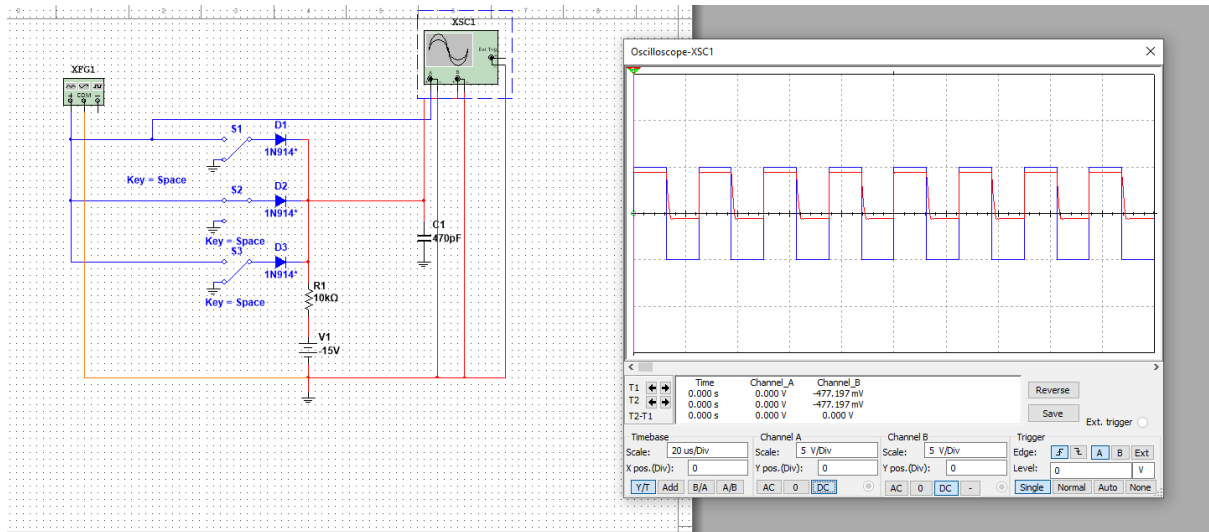 XSC1
Ext Trig
A B
XFG1
COM
S1
D1
1N914*
Key = Space
S2
D2
1N914*
Key = Space
S3
D3
1N914*
Key = Space
C1
470pF
R1
10kΩ
V1
-15V
Oscilloscope-XSC1
Time Channel_A Channel_B
T1 0.000 s 0.000 V -477.197 mV
T2 0.000 s 0.000 V -477.197 mV
T2-T1 0.000 s 0.000 V 0.000 V
Reverse
Save
Ext. trigger
Timebase
Scale: 20 us/Div
X pos.(Div): 0
Y/T Add B/A A/B
Channel A
Scale: 5 V/Div
Y pos.(Div): 0
AC 0 DC
Channel B
Scale: 5 V/Div
Y pos.(Div): 0
AC 0 DC -
Trigger
Edge: A B Ext
Level: 0 V
Single Normal Auto None